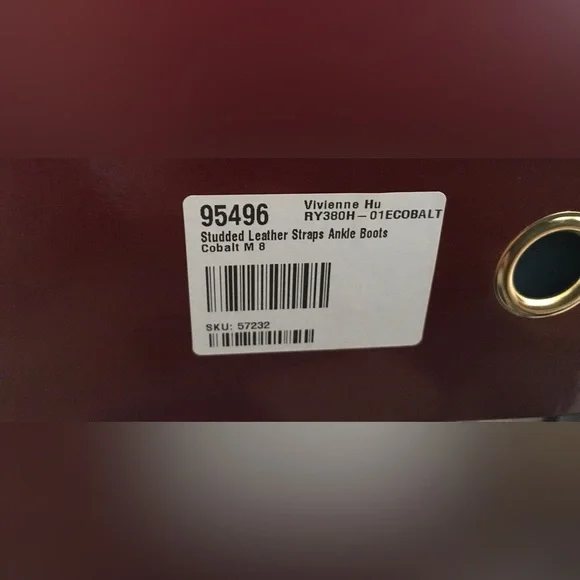 95496
Vivienne Hu
RY380H-01ECOBALT
Studded Leather Straps Ankle Boots
Cobalt M 8
SKU: 57232